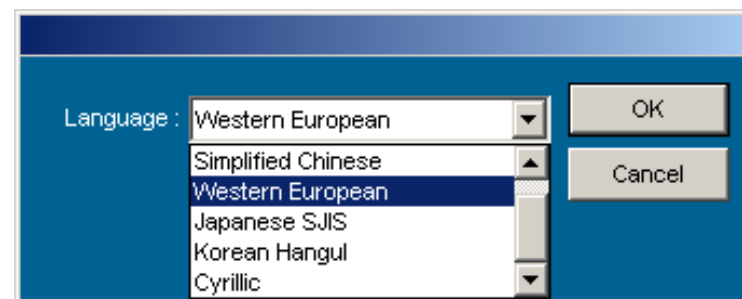 Language : Western European
OK
Simplified Chinese
Western European
Japanese SJIS
Korean Hangul
Cyrillic
Cancel